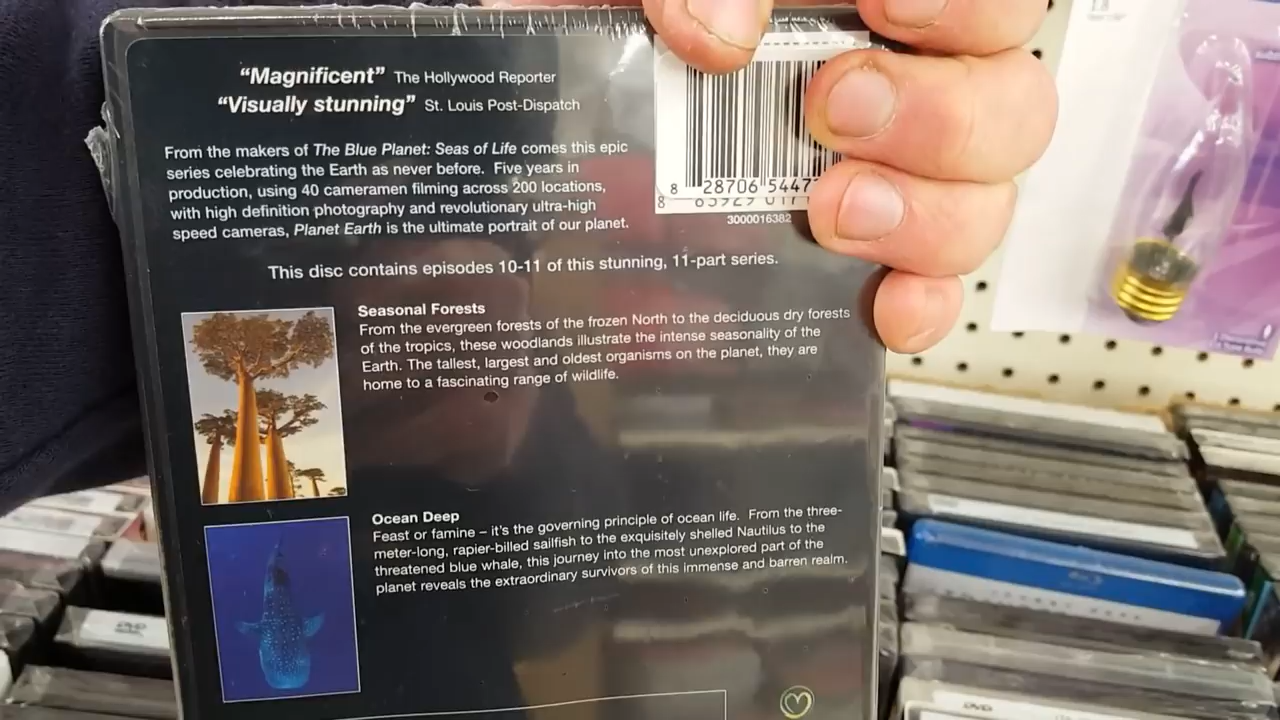 “Magnificent” The Hollywood Reporter
“Visually stunning” St. Louis Post-Dispatch
From the makers of The Blue Planet: Seas of Life comes this epic
series celebrating the Earth as never before. Five years in
production, using 40 cameramen filming across 200 locations,
with high definition photography and revolutionary ultra-high
speed cameras, Planet Earth is the ultimate portrait of our planet.
8 28706 5447
3000016382
This disc contains episodes 10-11 of this stunning, 11-part series.
Seasonal Forests
From the evergreen forests of the frozen North to the deciduous dry forests
of the tropics, these woodlands illustrate the intense seasonality of the
Earth. The tallest, largest and oldest organisms on the planet, they are
home to a fascinating range of wildlife.
Ocean Deep
Feast or famine – it’s the governing principle of ocean life. From the three-
meter-long, rapier-billed sailfish to the exquisitely shelled Nautilus to the
threatened blue whale, this journey into the most unexplored part of the
planet reveals the extraordinary survivors of this immense and barren realm.
DVD
DVD